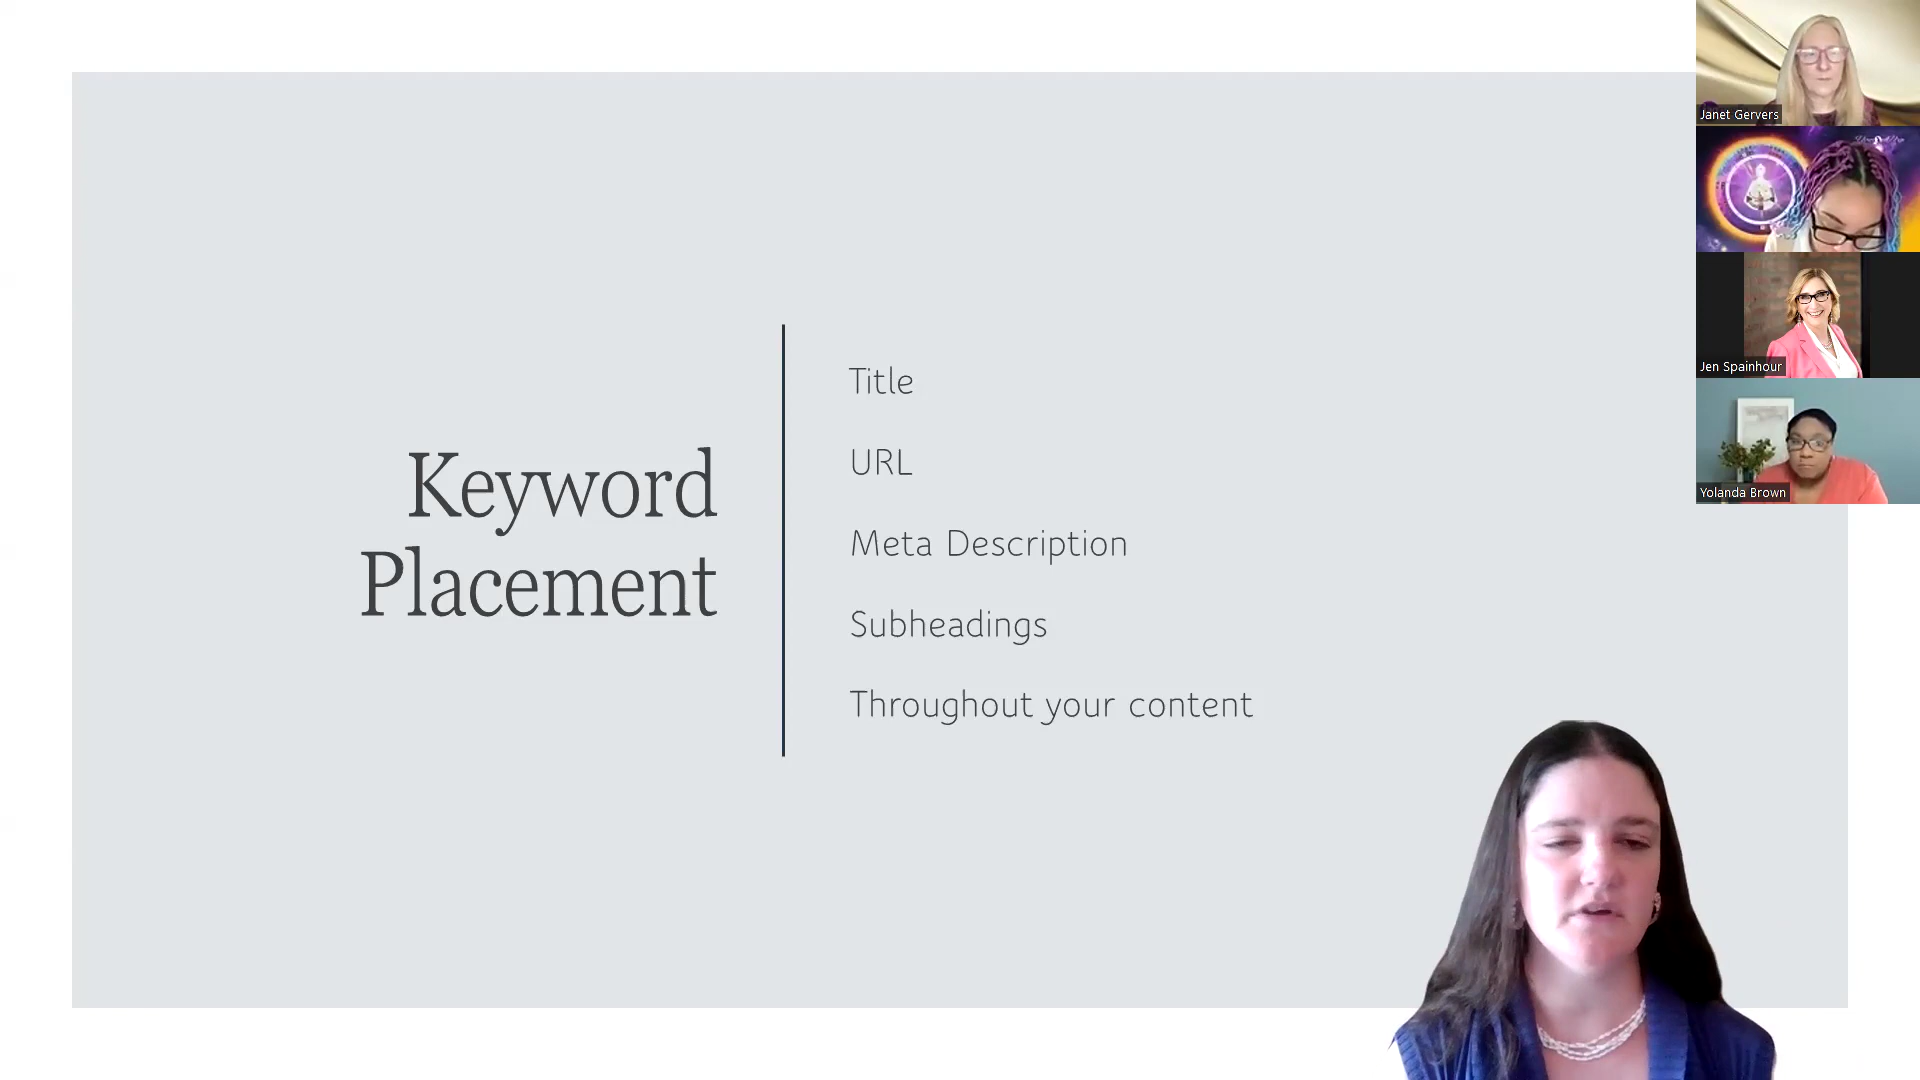 Keyword
Placement
Title
URL
Meta Description
Subheadings
Throughout your content
Janet Gervers
Jen Spainhour
Yolanda Brown